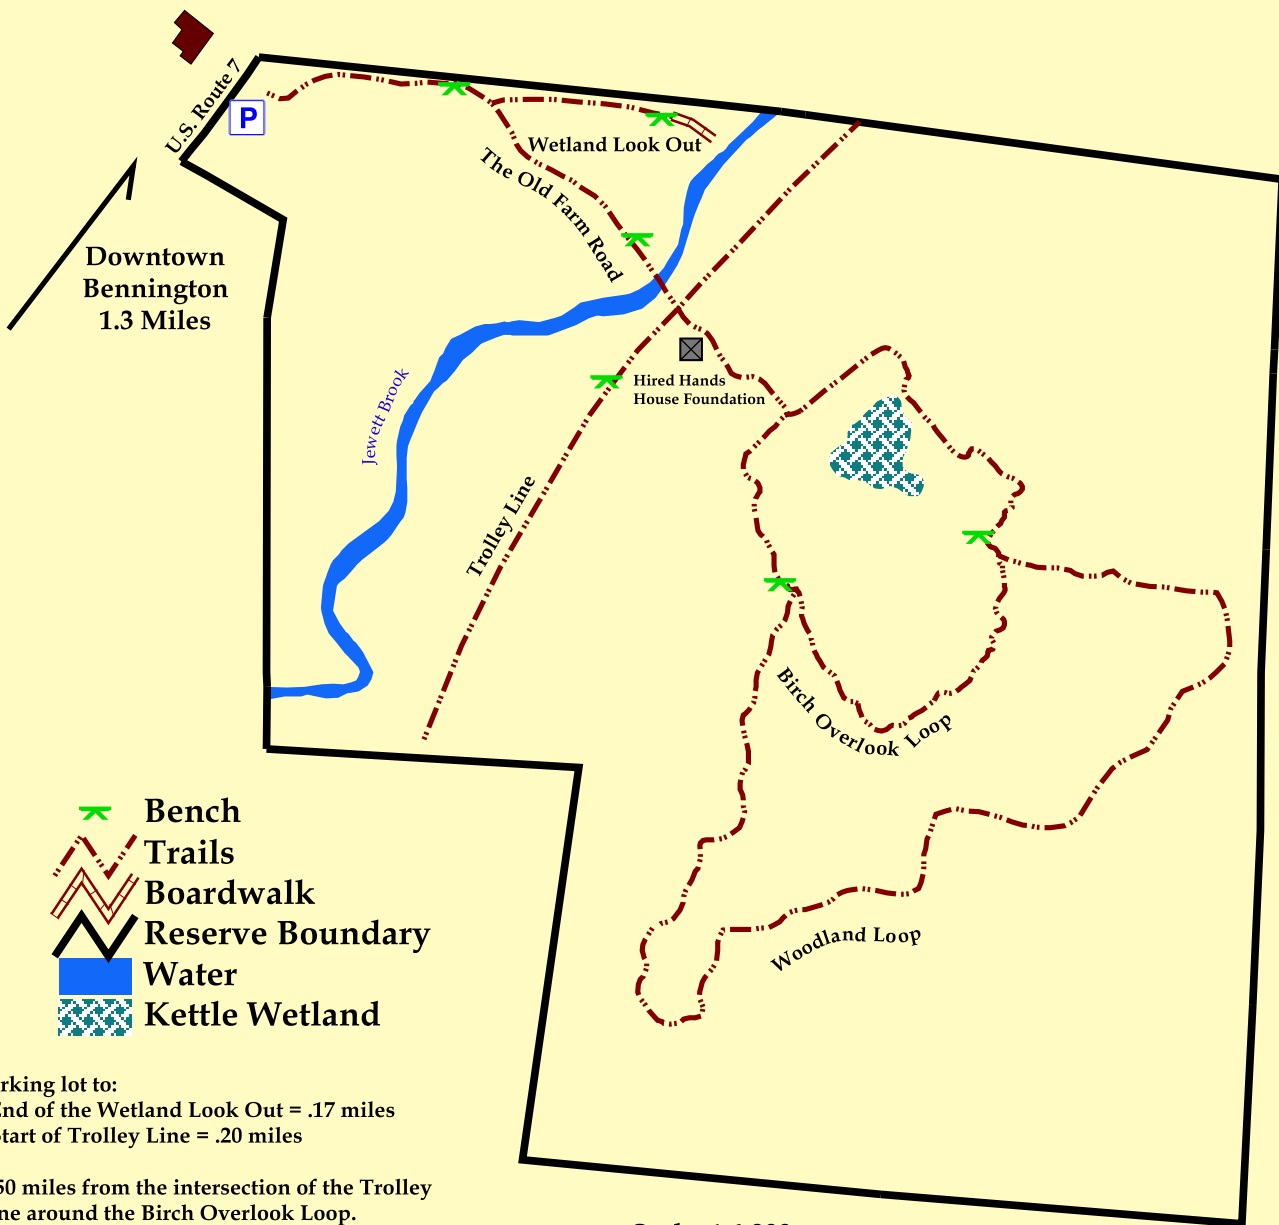 U.S. Route 7
P
Wetland Look Out
The Old Farm Road
Downtown
Bennington
1.3 Miles
Hired Hands
House Foundation
Jewett Brook
Trolley Line
Birch Overlook Loop
Woodland Loop
Bench
Trails
Boardwalk
Reserve Boundary
Water
Kettle Wetland
rking lot to:
End of the Wetland Look Out = .17 miles
Start of Trolley Line = .20 miles
50 miles from the intersection of the Trolley
ne around the Birch Overlook Loop.